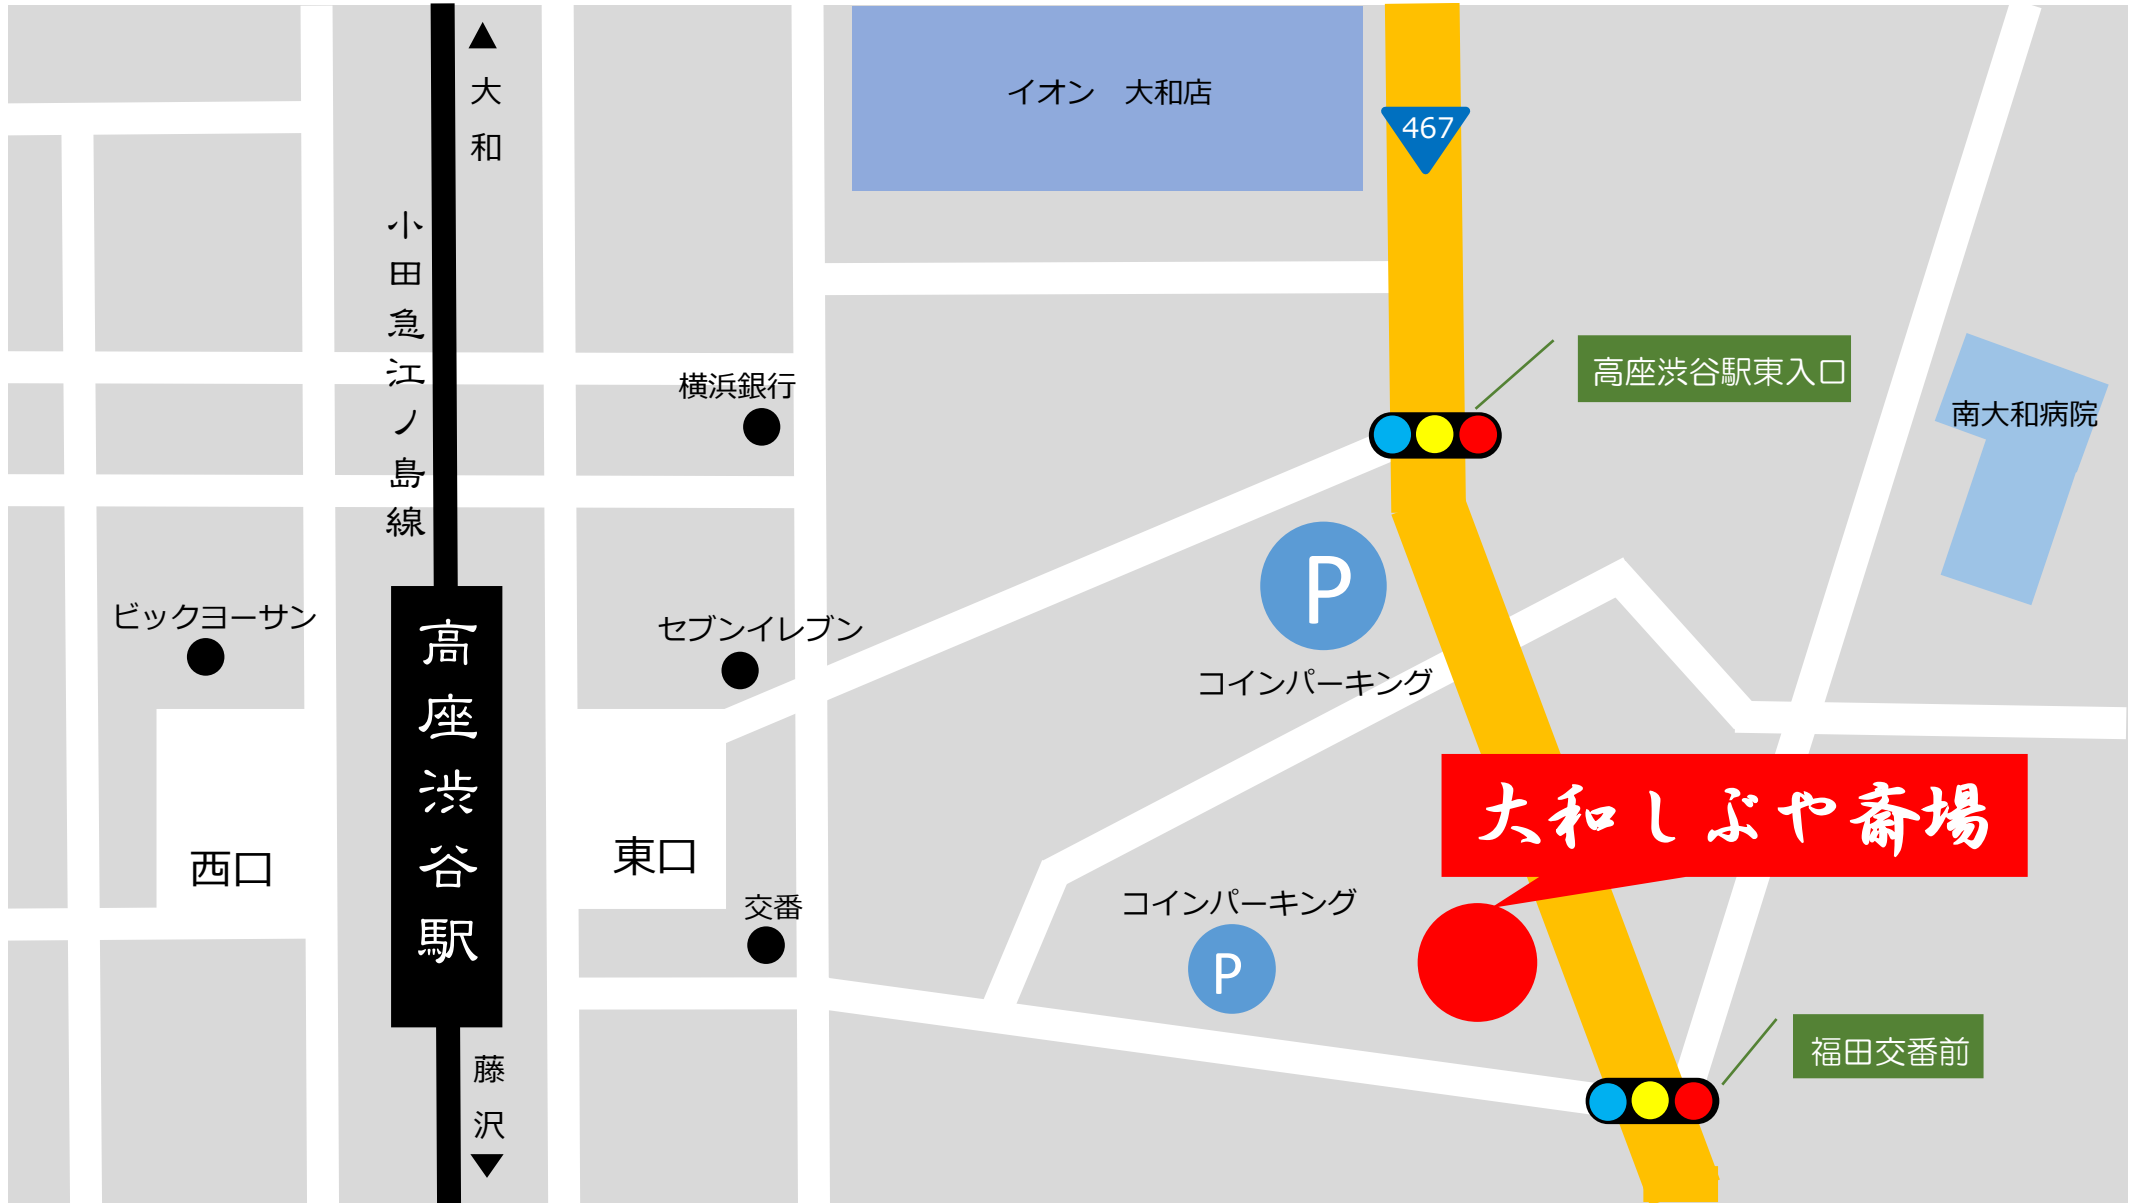 大和
イオン　大和店
467
小田急江ノ島線
高座渋谷駅東入口
横浜銀行
南大和病院
ビックヨーサン
セブンイレブン
P
コインパーキング
高座渋谷駅
大和しぶや斎場
西口
東口
交番
コインパーキング
P
福田交番前
藤沢